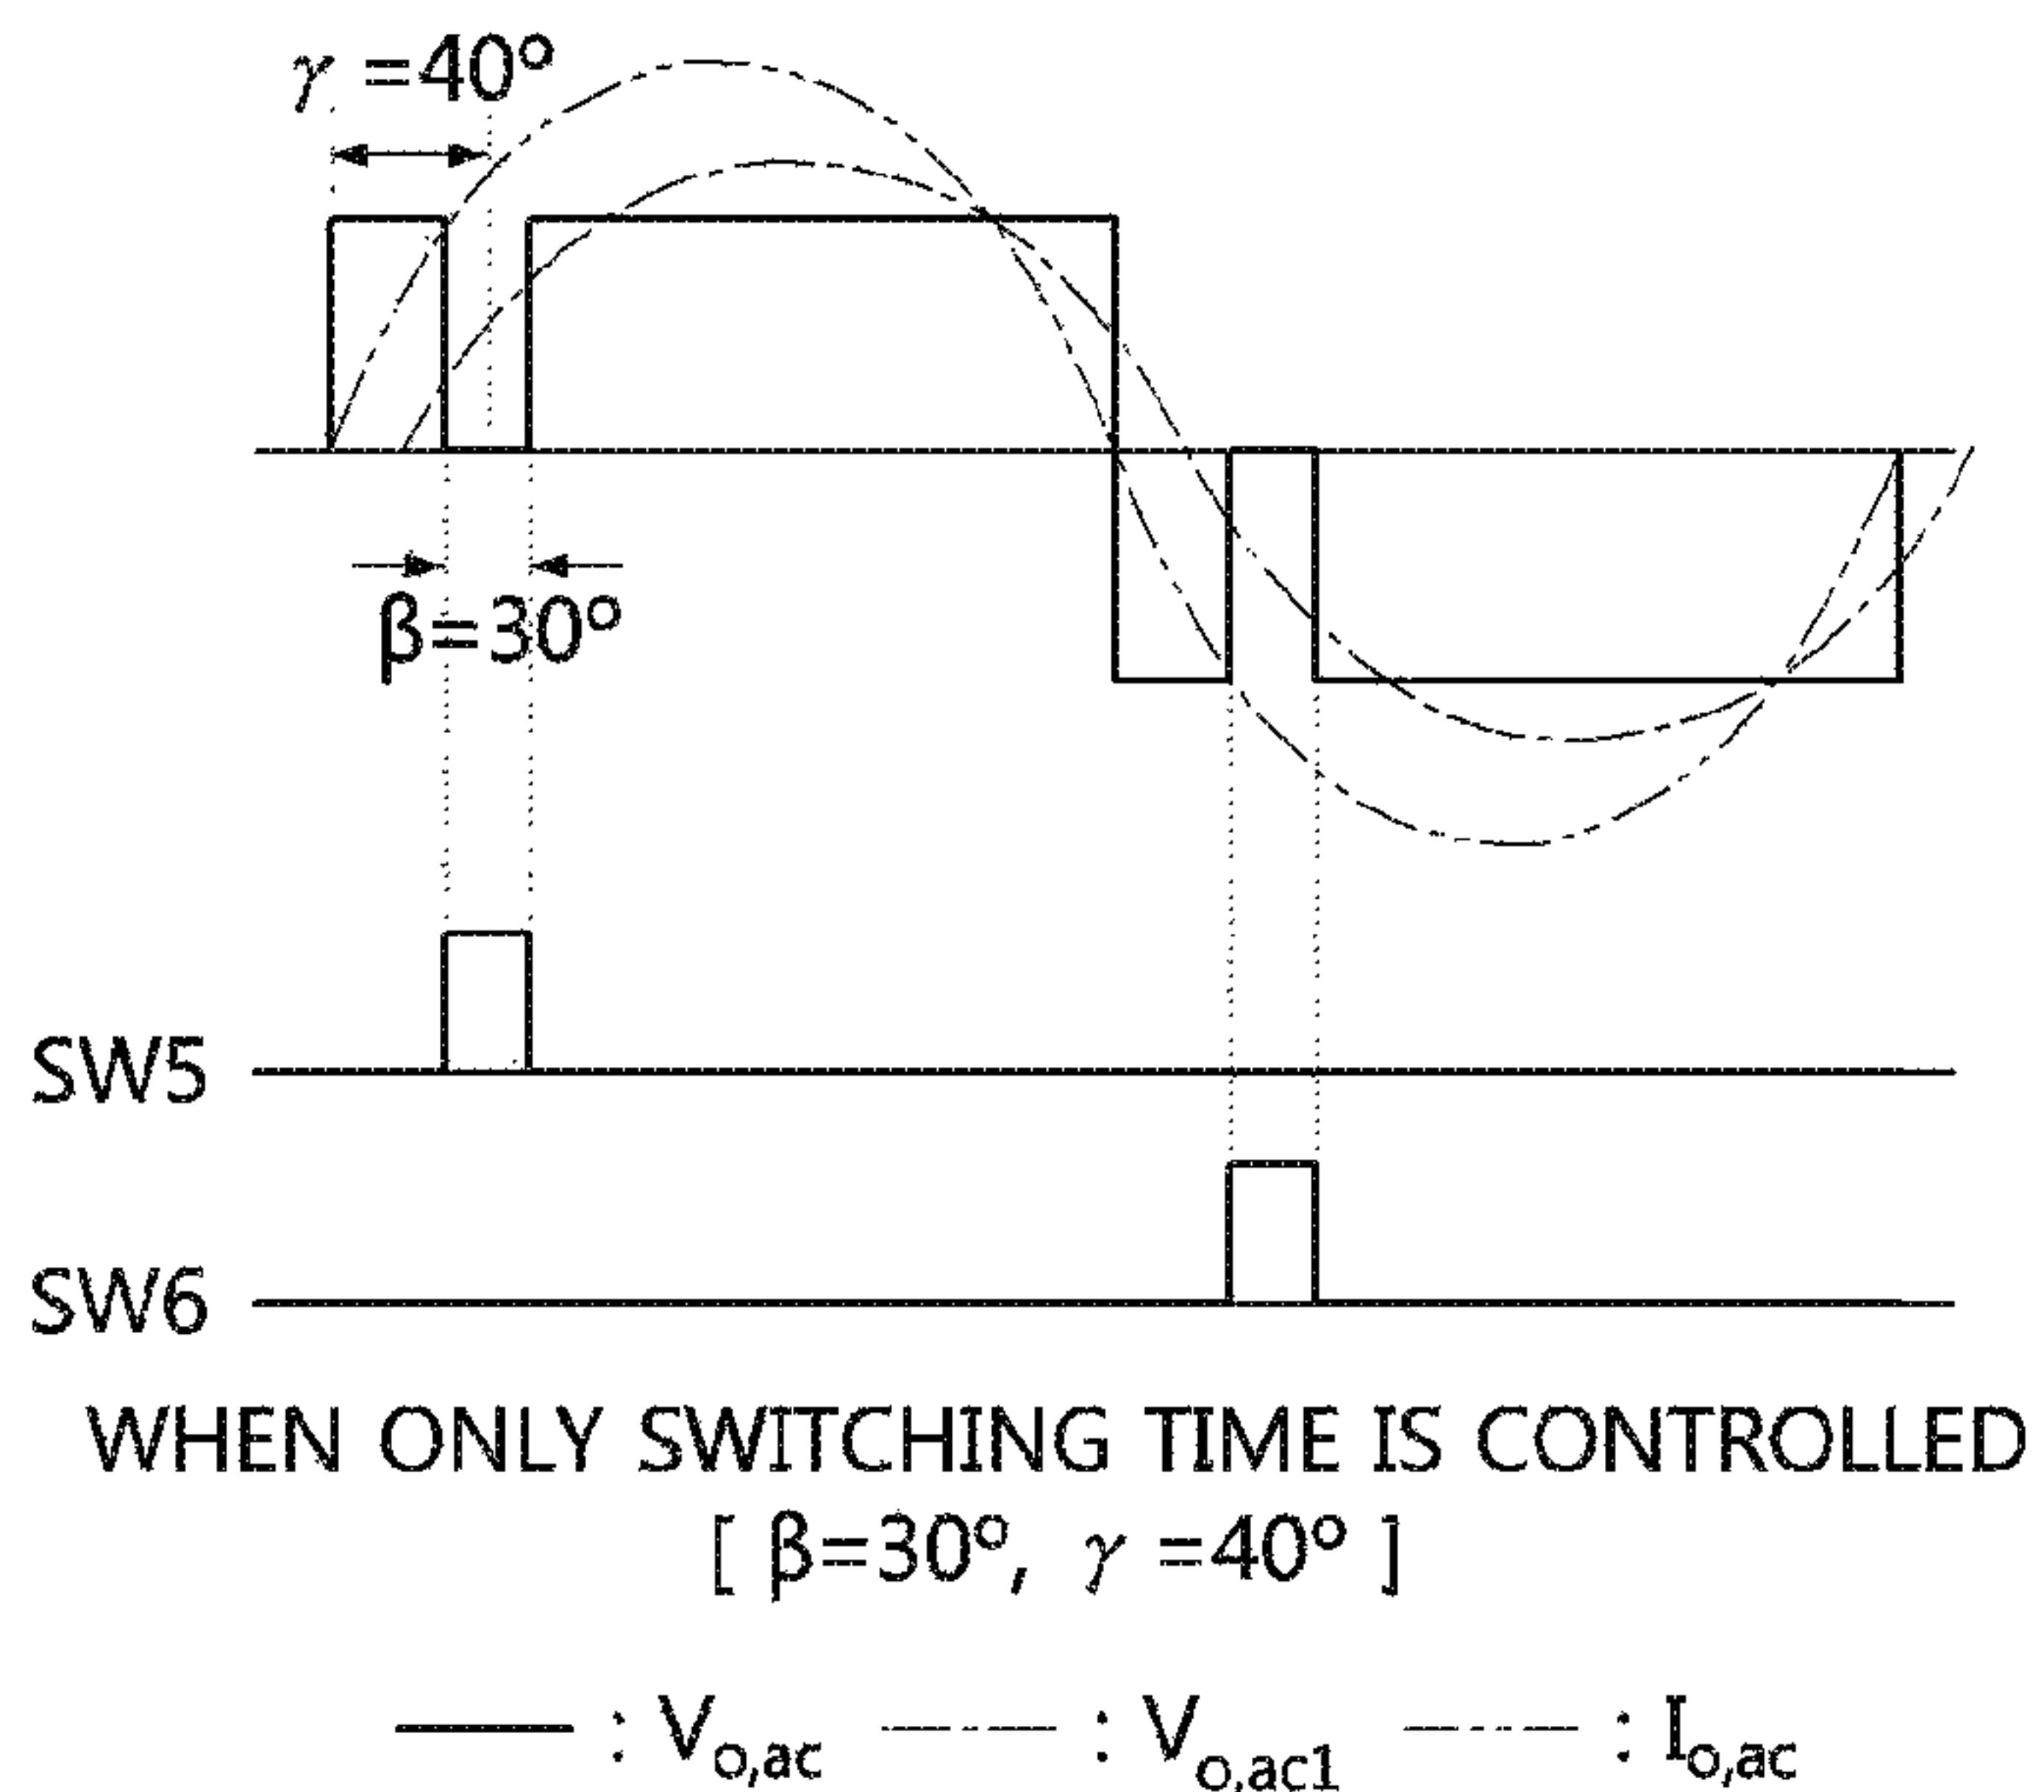 γ =40°
β=30°
SW5
SW6
WHEN ONLY SWITCHING TIME IS CONTROLLED
[ β=30°, γ =40° ]
: Vo,ac : Vo,ac1 : Io,ac